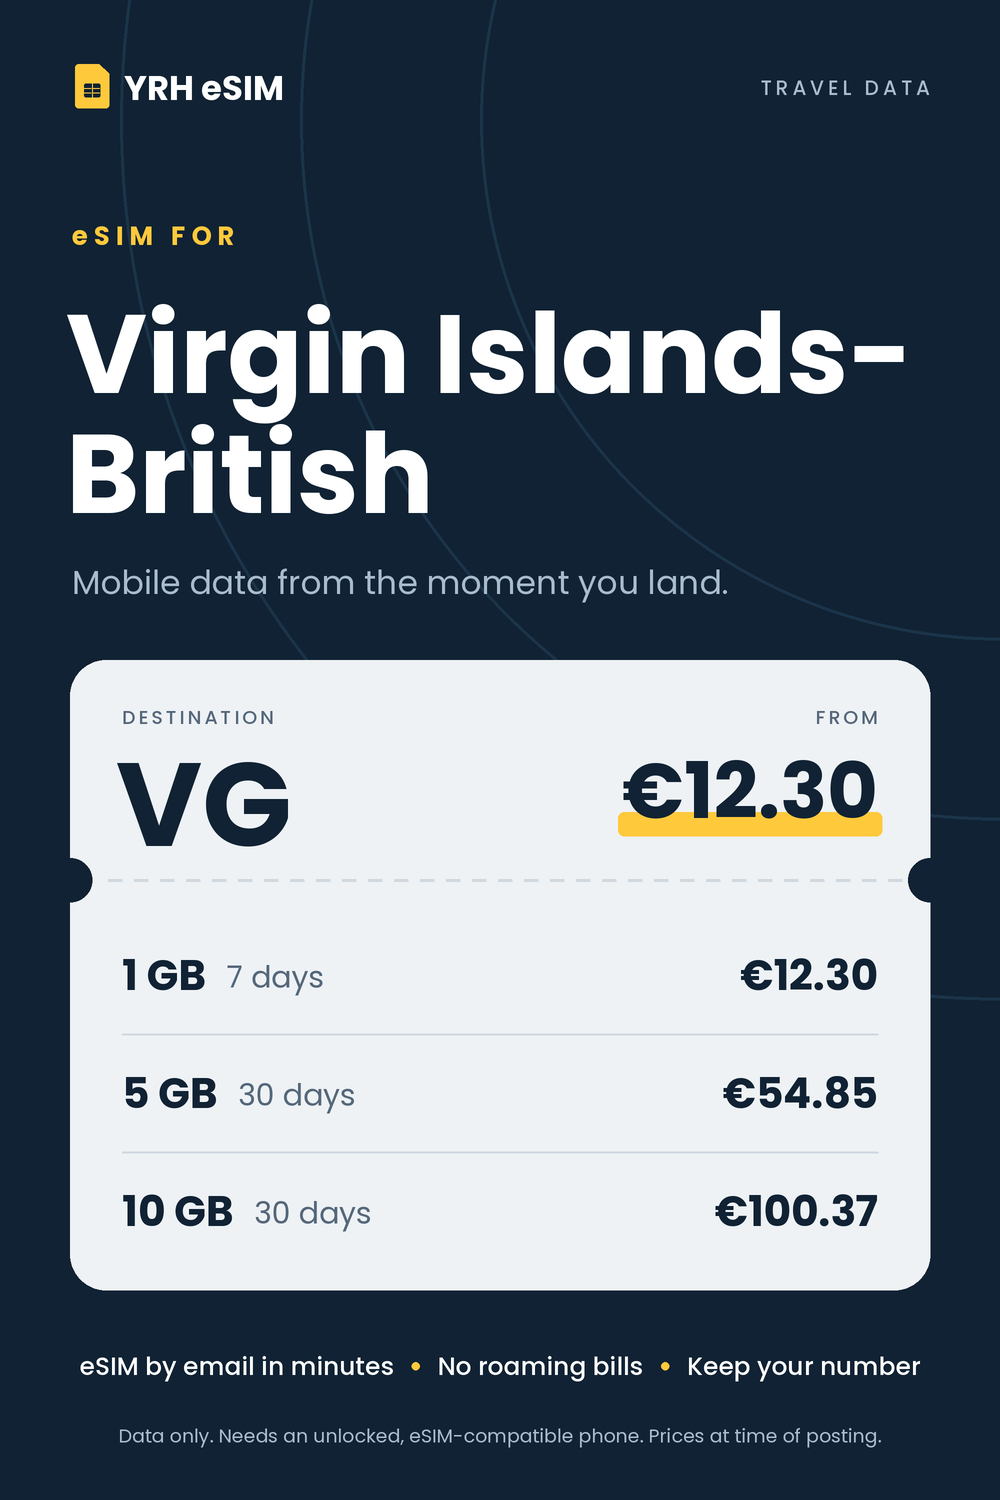 YRH eSIM
TRAVEL DATA
eSIM FOR
Virgin Islands-
British
Mobile data from the moment you land.
DESTINATION
FROM
VG
€12.30
1 GB 7 days €12.30
5 GB 30 days €54.85
10 GB 30 days €100.37
eSIM by email in minutes • No roaming bills • Keep your number
Data only. Needs an unlocked, eSIM-compatible phone. Prices at time of posting.